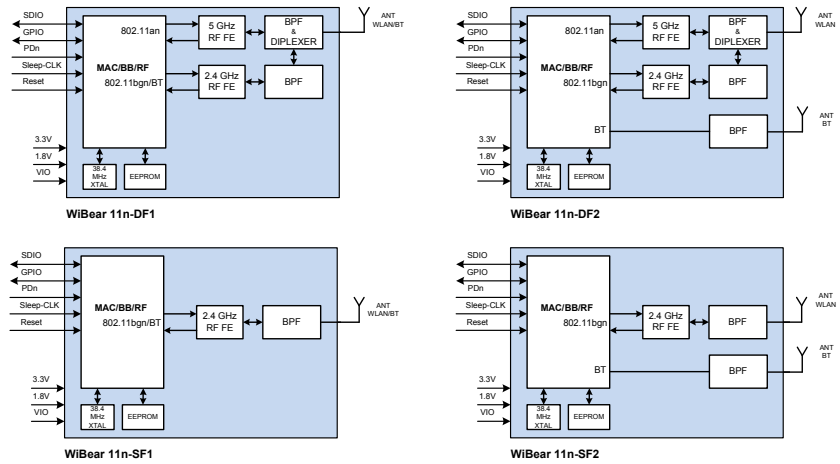 SDIO
GPIO
PDn
Sleep-CLK
Reset
3.3V
1.8V
VIO
802.11an
MAC/BB/RF
802.11bgn/BT
5 GHz
RF FE
BPF
&
DIPLEXER
2.4 GHz
RF FE
BPF
ANT
WLAN/BT
38.4
MHz
XTAL
EEPROM
WiBear 11n-DF1
SDIO
GPIO
PDn
Sleep-CLK
Reset
3.3V
1.8V
VIO
802.11an
MAC/BB/RF
802.11bgn
BT
5 GHz
RF FE
BPF
&
DIPLEXER
2.4 GHz
RF FE
BPF
BPF
ANT
WLAN
ANT
BT
38.4
MHz
XTAL
EEPROM
WiBear 11n-DF2
SDIO
GPIO
PDn
Sleep-CLK
Reset
3.3V
1.8V
VIO
MAC/BB/RF
802.11bgn/BT
2.4 GHz
RF FE
BPF
ANT
WLAN/BT
38.4
MHz
XTAL
EEPROM
WiBear 11n-SF1
SDIO
GPIO
PDn
Sleep-CLK
Reset
3.3V
1.8V
VIO
MAC/BB/RF
802.11bgn
BT
2.4 GHz
RF FE
BPF
BPF
ANT
WLAN
ANT
BT
38.4
MHz
XTAL
EEPROM
WiBear 11n-SF2